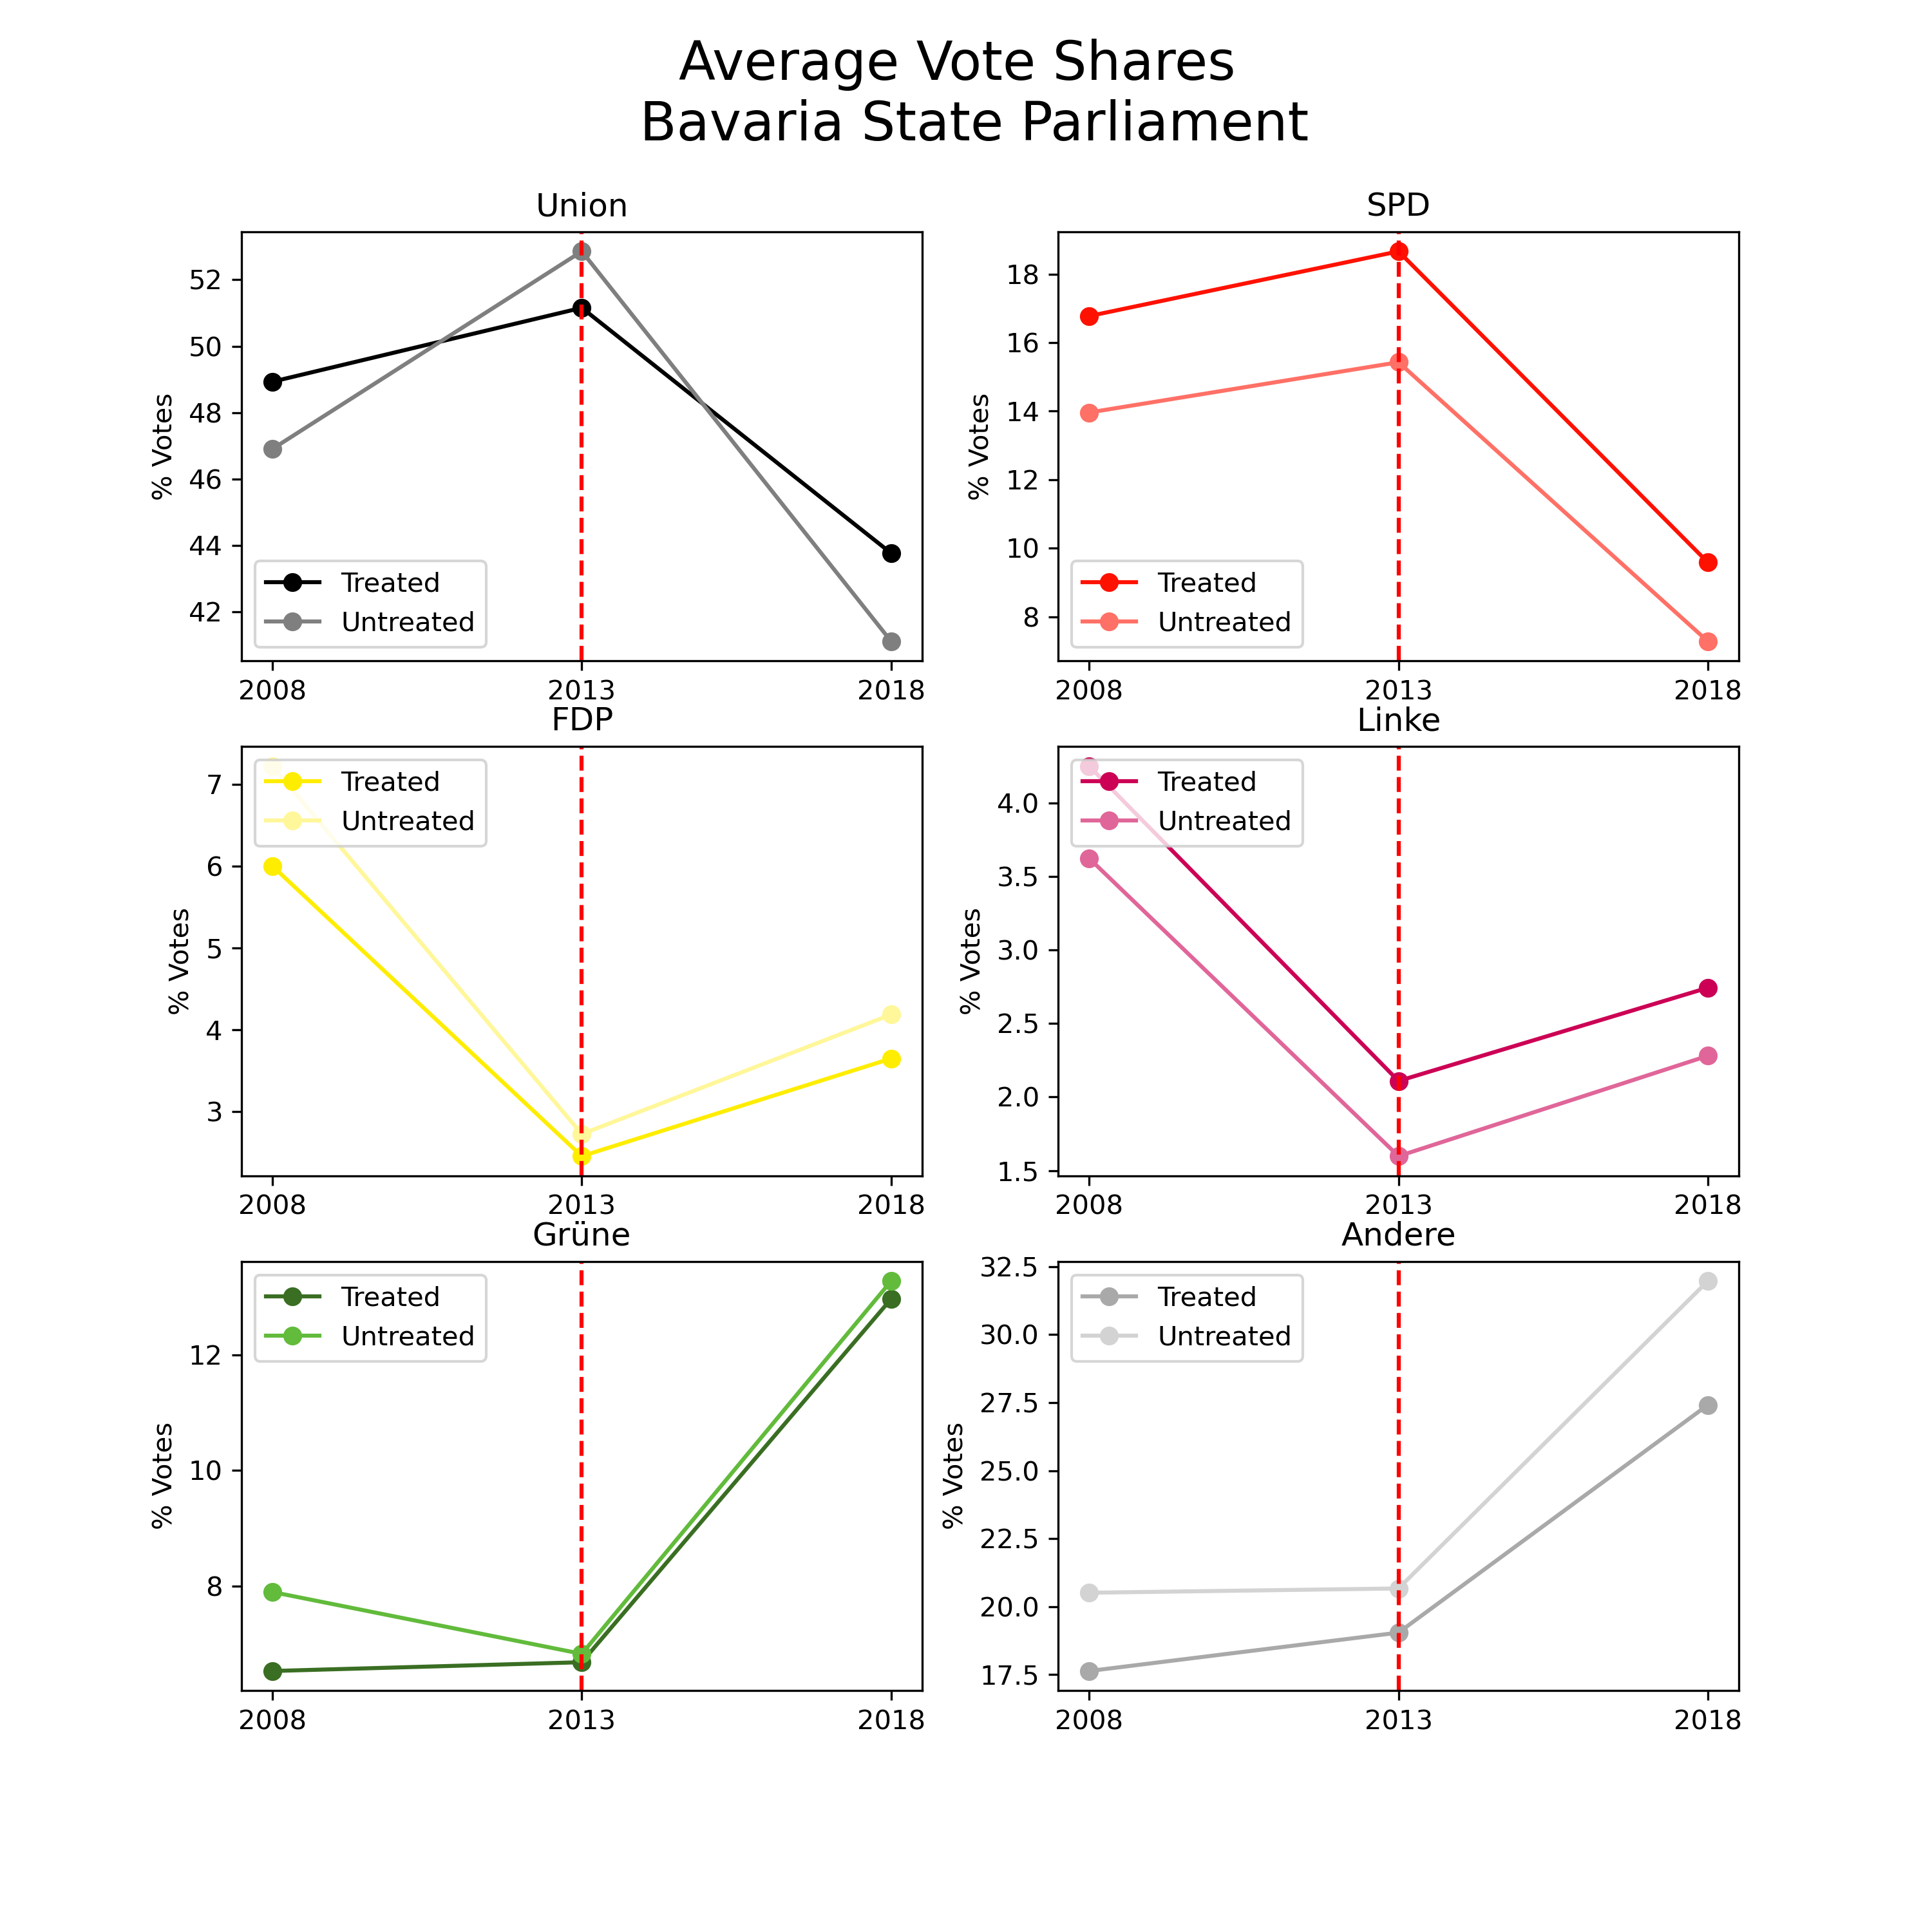 Average Vote Shares
Bavaria State Parliament
Union
% Votes
52
50
48
46
44
42
Treated
Untreated
2008
2013
2018
SPD
% Votes
18
16
14
12
10
8
Treated
Untreated
2008
2013
2018
FDP
% Votes
7
6
5
4
3
Treated
Untreated
2008
2013
2018
Linke
% Votes
4.0
3.5
3.0
2.5
2.0
1.5
Treated
Untreated
2008
2013
2018
Grüne
% Votes
12
10
8
Treated
Untreated
2008
2013
2018
Andere
% Votes
32.5
30.0
27.5
25.0
22.5
20.0
17.5
Treated
Untreated
2008
2013
2018